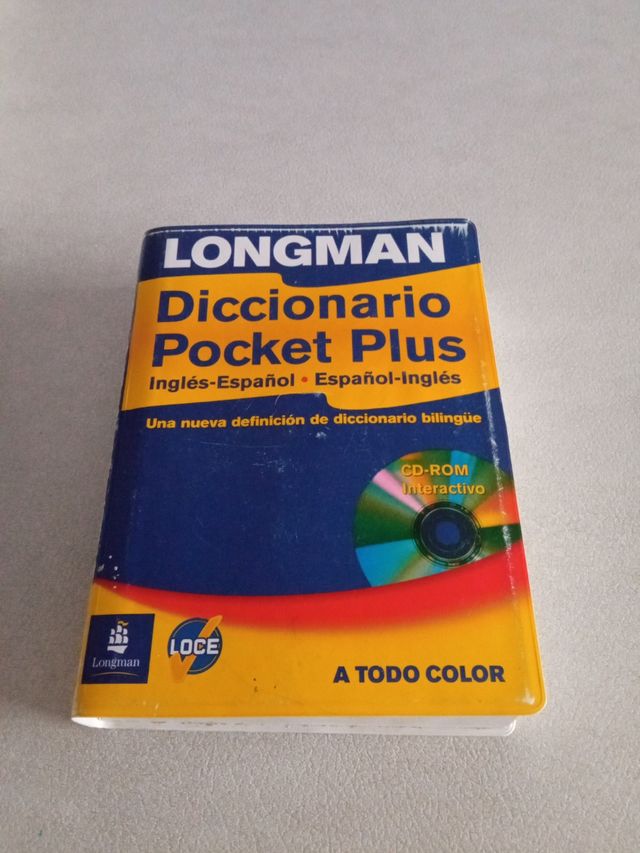 LONGMAN
Diccionario
Pocket Plus
Inglés-Español • Español-Inglés
Una nueva definición de diccionario bilingüe
CD-ROM
Interactivo
Longman
LOCE
A TODO COLOR